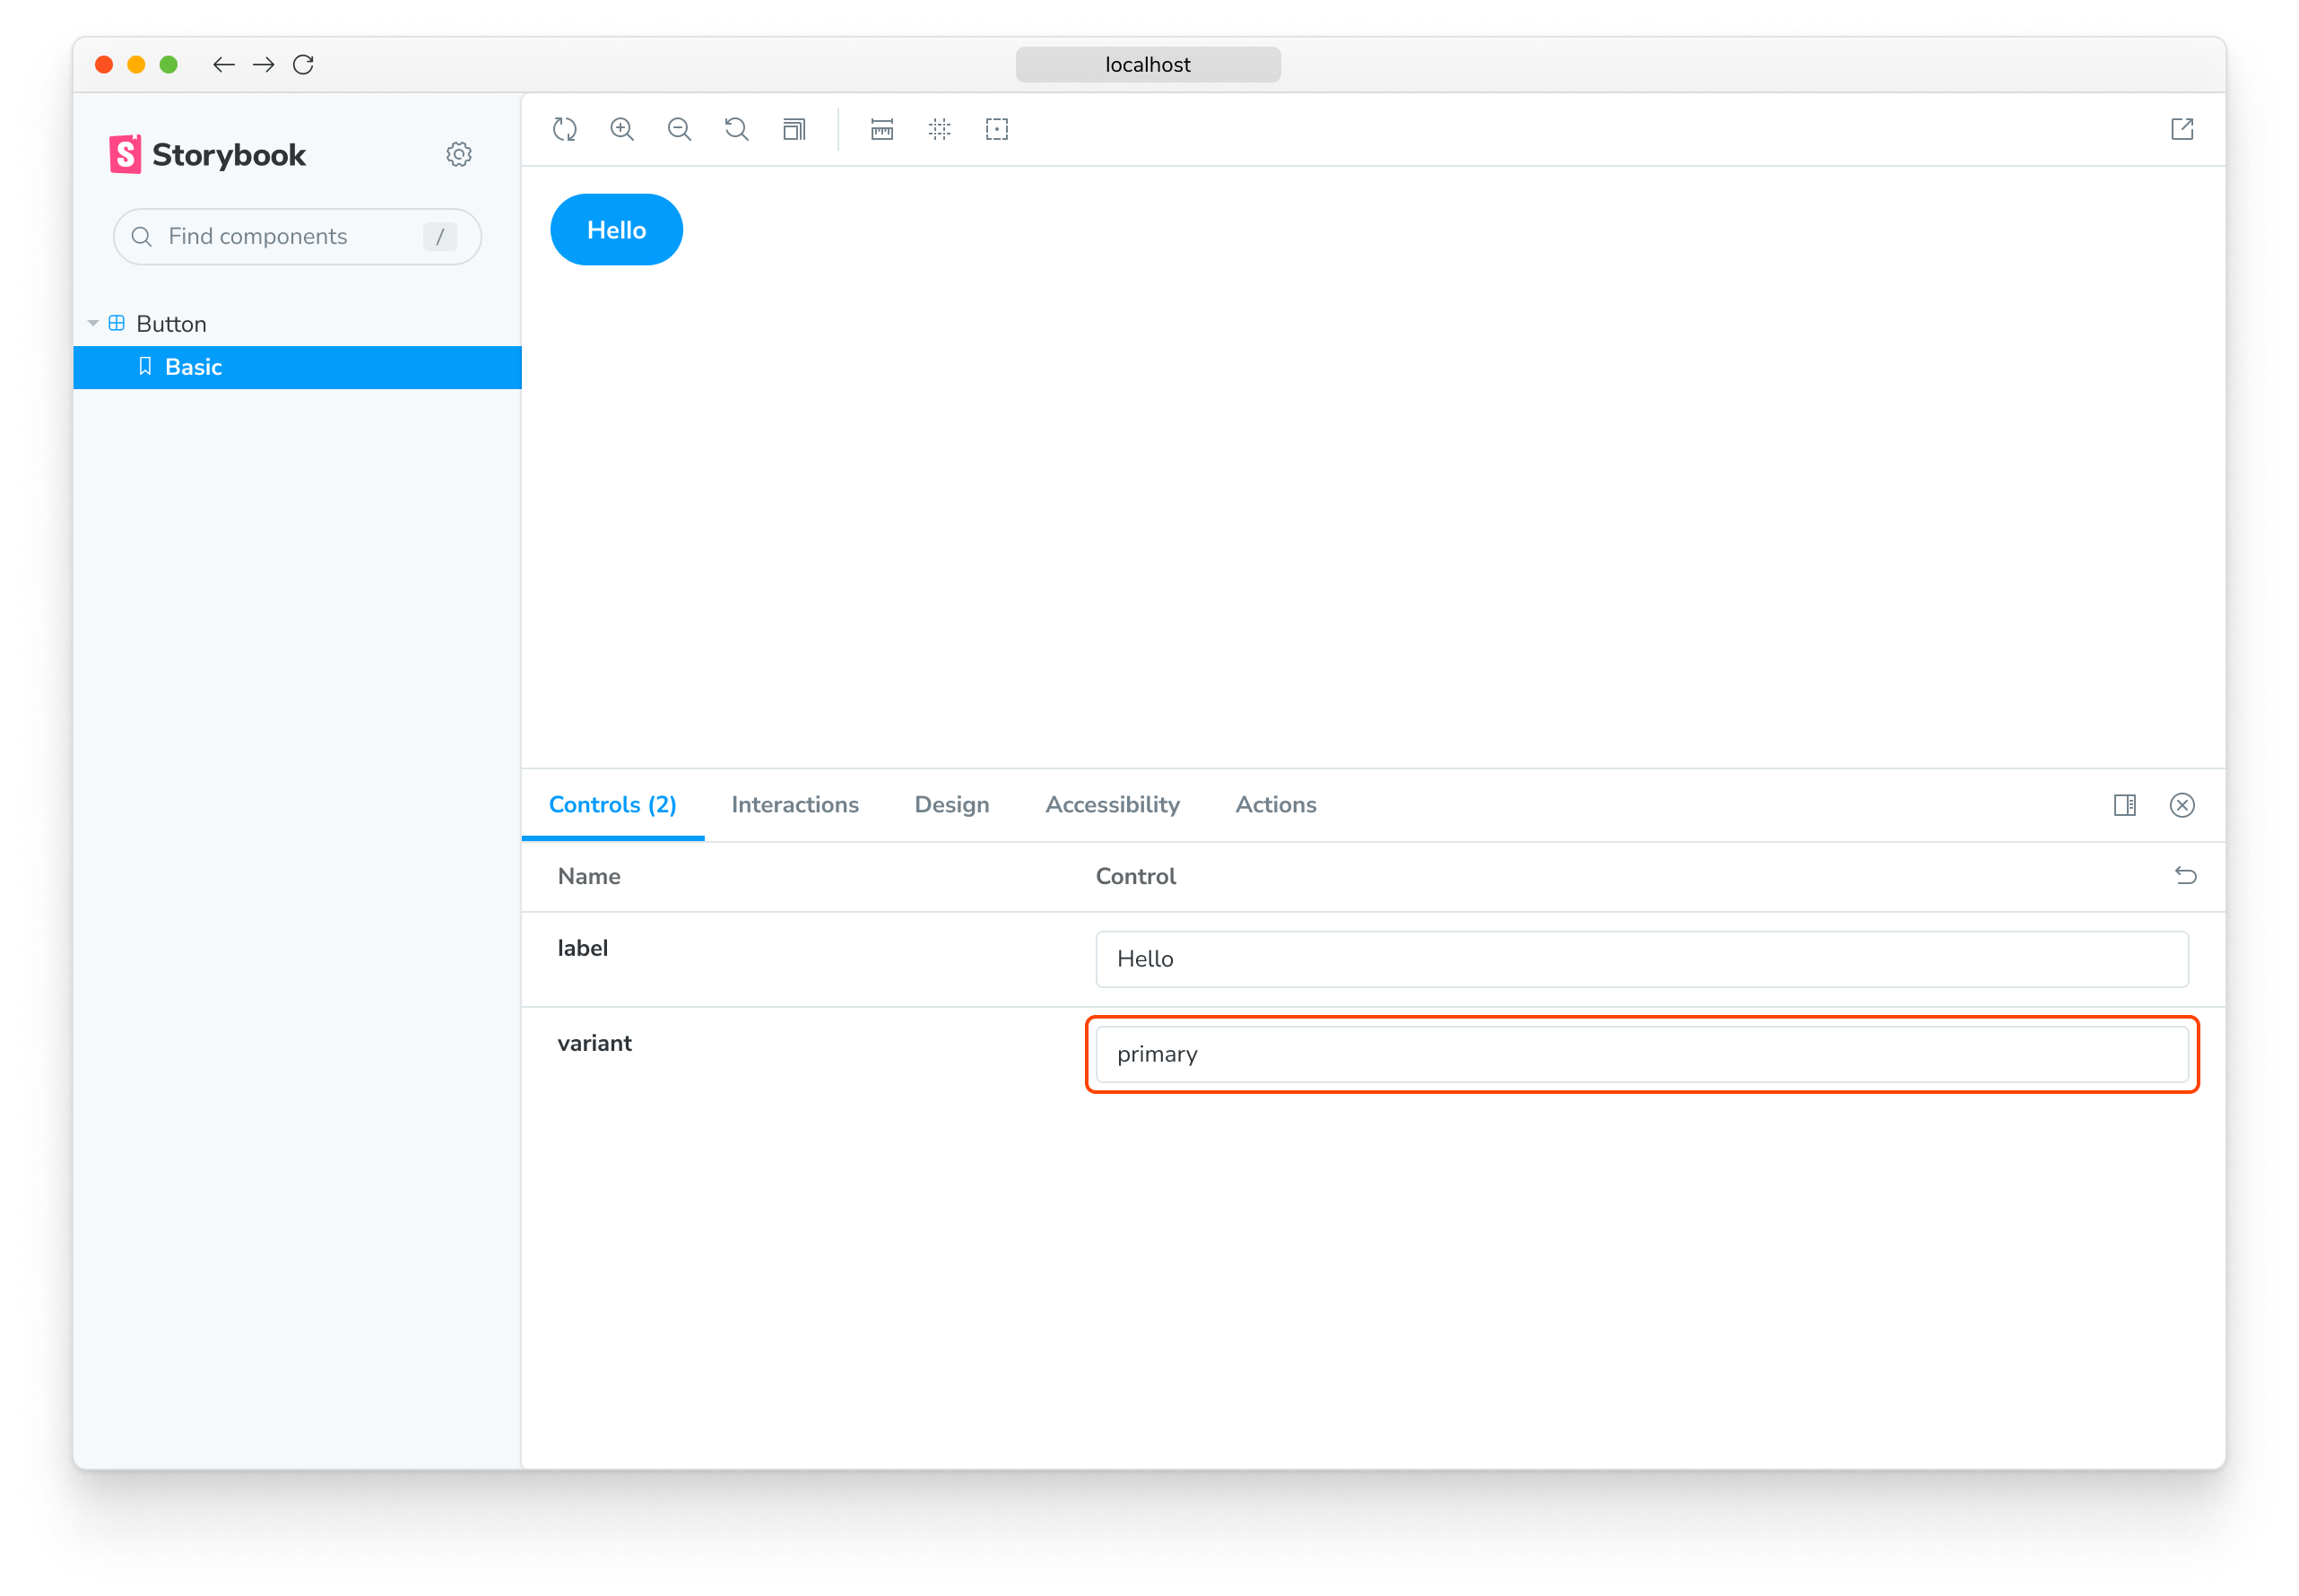 localhost
Storybook
Find components /
Button
Basic
Hello
Controls (2) Interactions Design Accessibility Actions
Name Control
label Hello
variant primary